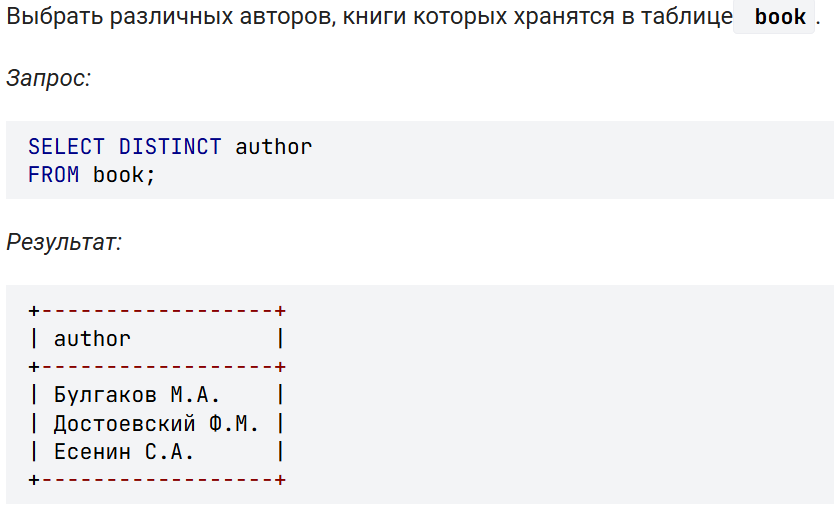 Выбрать различных авторов, книги которых хранятся в таблице book .
Запрос:
SELECT DISTINCT author
FROM book;
Результат:
+------------------+
| author           |
+------------------+
| Булгаков М.А.    |
| Достоевский Ф.М. |
| Есенин С.А.      |
+------------------+